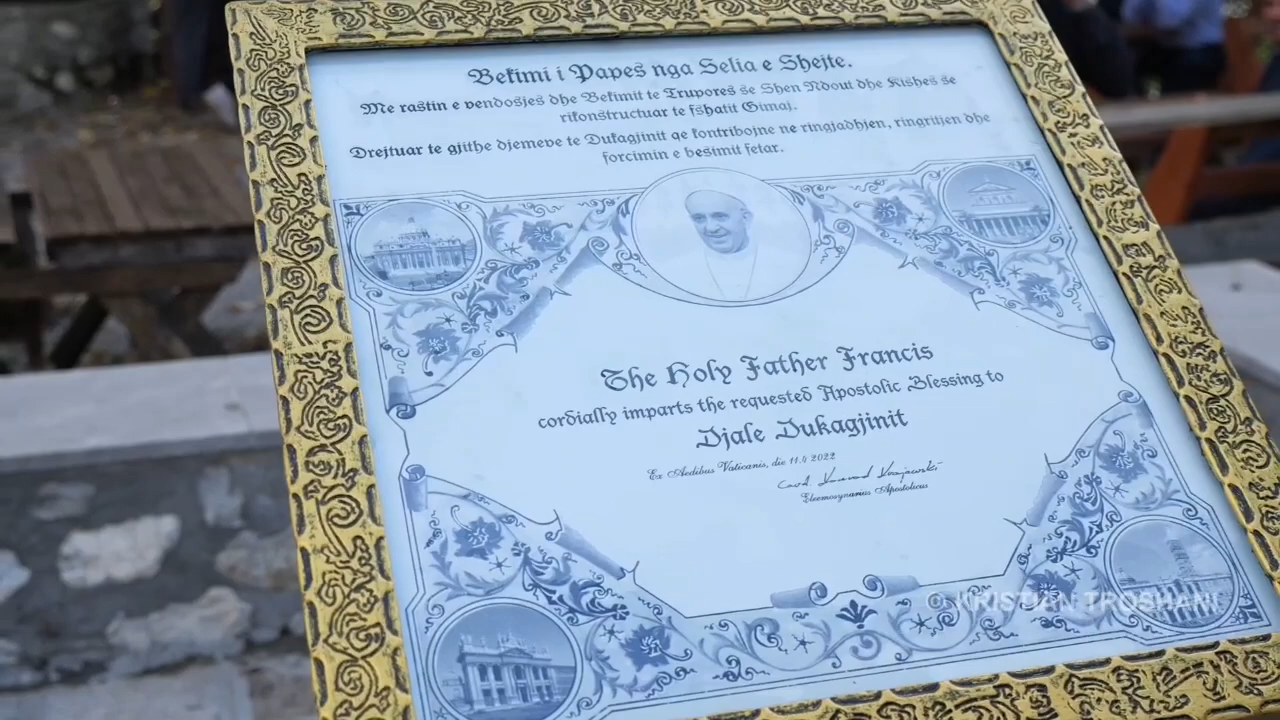 Bekimi i Papes nga Selia e Shejte.
Me rastin e vendosjes dhe Bekimit te Trupores se Shen Ndout dhe Kishes se
rikonstructuar te fshatit Gimaj.
Drejtuar te gjithe djemeve te Dukagjinit qe kontribojne ne ringjadhjen, ringritjen dhe
forcimin e besimit fetar.
The Holy Father Francis
cordially imparts the requested Apostolic Blessing to
Djale Dukagjinit
Ex Aedibus Vaticanis, die 11.4 2022
Eleemosynarius Apostolicus
© KRISTIAN TROSHANI